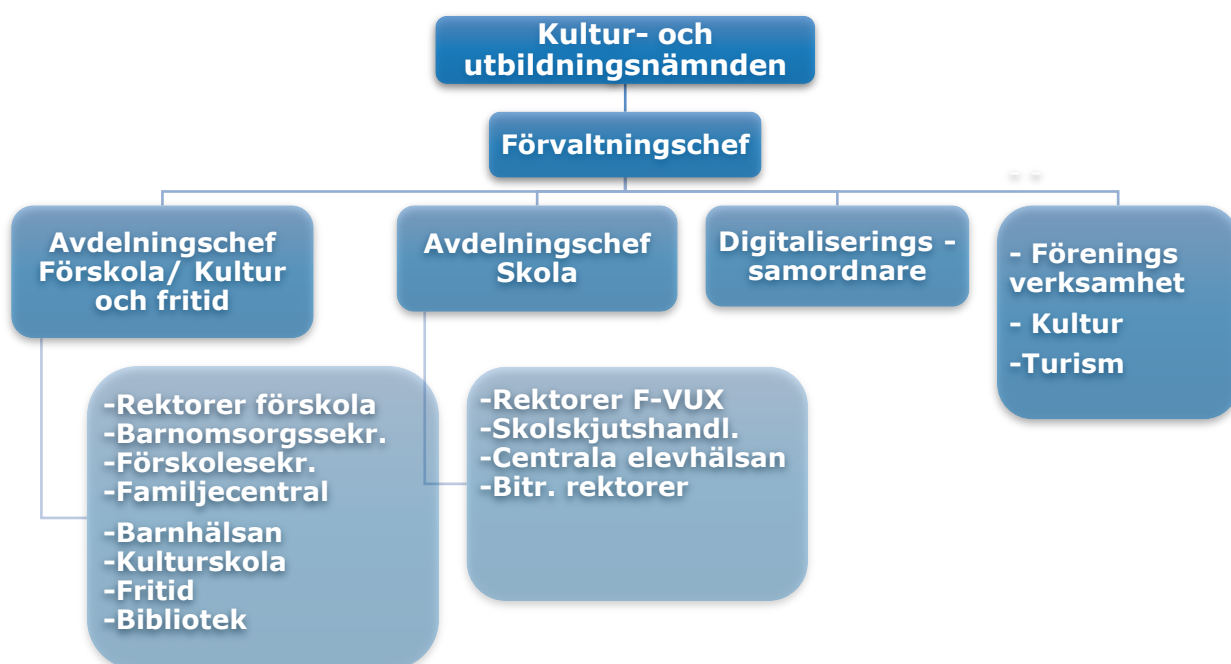 Kultur- och
utbildningsnämnden
Förvaltningschef
- -
Avdelningschef
Förskola/ Kultur
och fritid
Avdelningschef
Skola
Digitaliserings -
samordnare
- Förenings
verksamhet
- Kultur
-Turism
-Rektorer förskola
-Barnomsorgssekr.
-Förskolesekr.
-Familjecentral
-Barnhälsan
-Kulturskola
-Fritid
-Bibliotek
-Rektorer F-VUX
-Skolskjutshandl.
-Centrala elevhälsan
-Bitr. rektorer